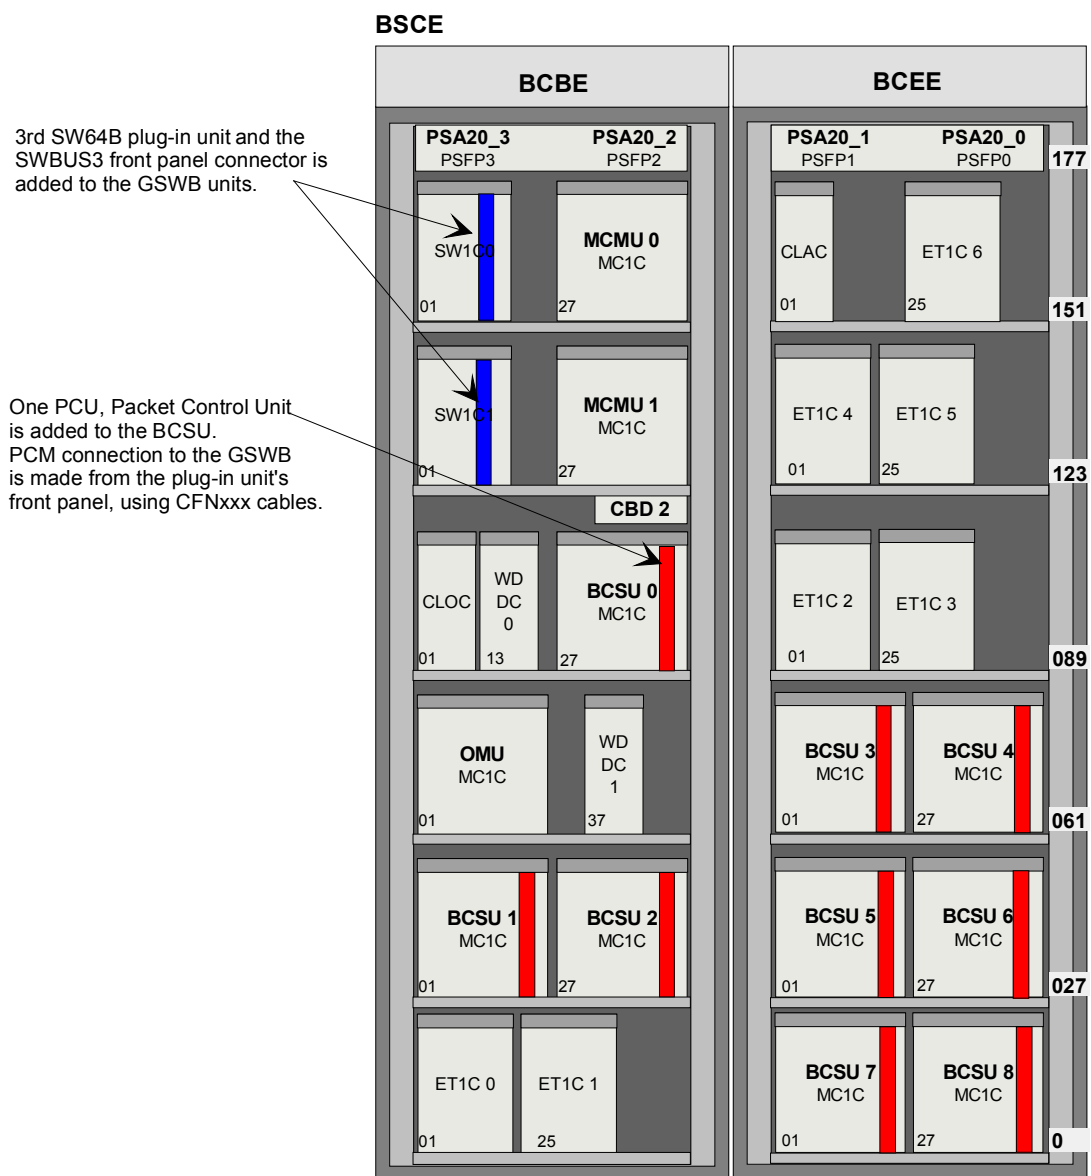 BSCE
BCBE
BCEE
3rd SW64B plug-in unit and the
SWBUS3 front panel connector is
added to the GSWB units.
One PCU, Packet Control Unit
is added to the BCSU.
PCM connection to the GSWB
is made from the plug-in unit's
front panel, using CFNxxx cables.
PSA20_3
PSFP3
PSA20_2
PSFP2
SW1C0
01
MCMU 0
MC1C
27
SW1C1
01
MCMU 1
MC1C
27
CBD 2
CLOC
01
WD
DC
0
13
BCSU 0
MC1C
27
OMU
MC1C
01
WD
DC
1
37
BCSU 1
MC1C
01
BCSU 2
MC1C
27
ET1C 0
01
ET1C 1
25
PSA20_1
PSFP1
PSA20_0
PSFP0
177
CLAC
01
ET1C 6
25
151
ET1C 4
01
ET1C 5
25
123
ET1C 2
01
ET1C 3
25
089
BCSU 3
MC1C
01
BCSU 4
MC1C
27
061
BCSU 5
MC1C
01
BCSU 6
MC1C
27
027
BCSU 7
MC1C
01
BCSU 8
MC1C
27
0